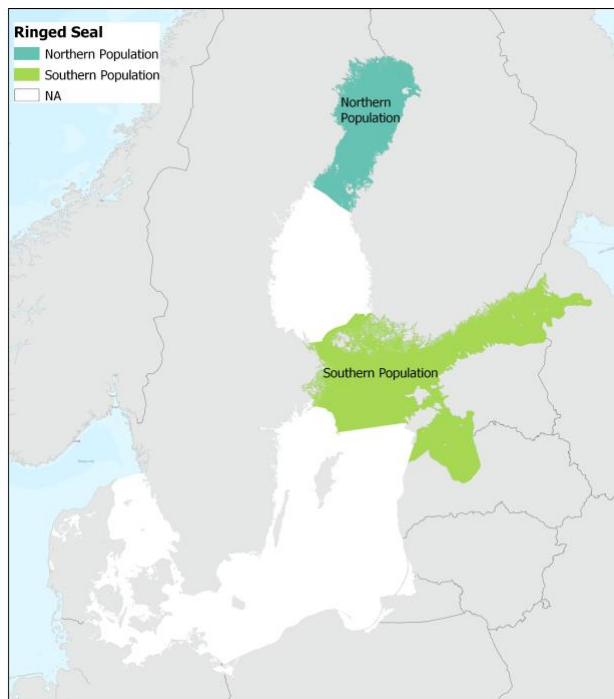 Ringed Seal
Northern Population
Southern Population
NA
Northern
Population
Southern Population